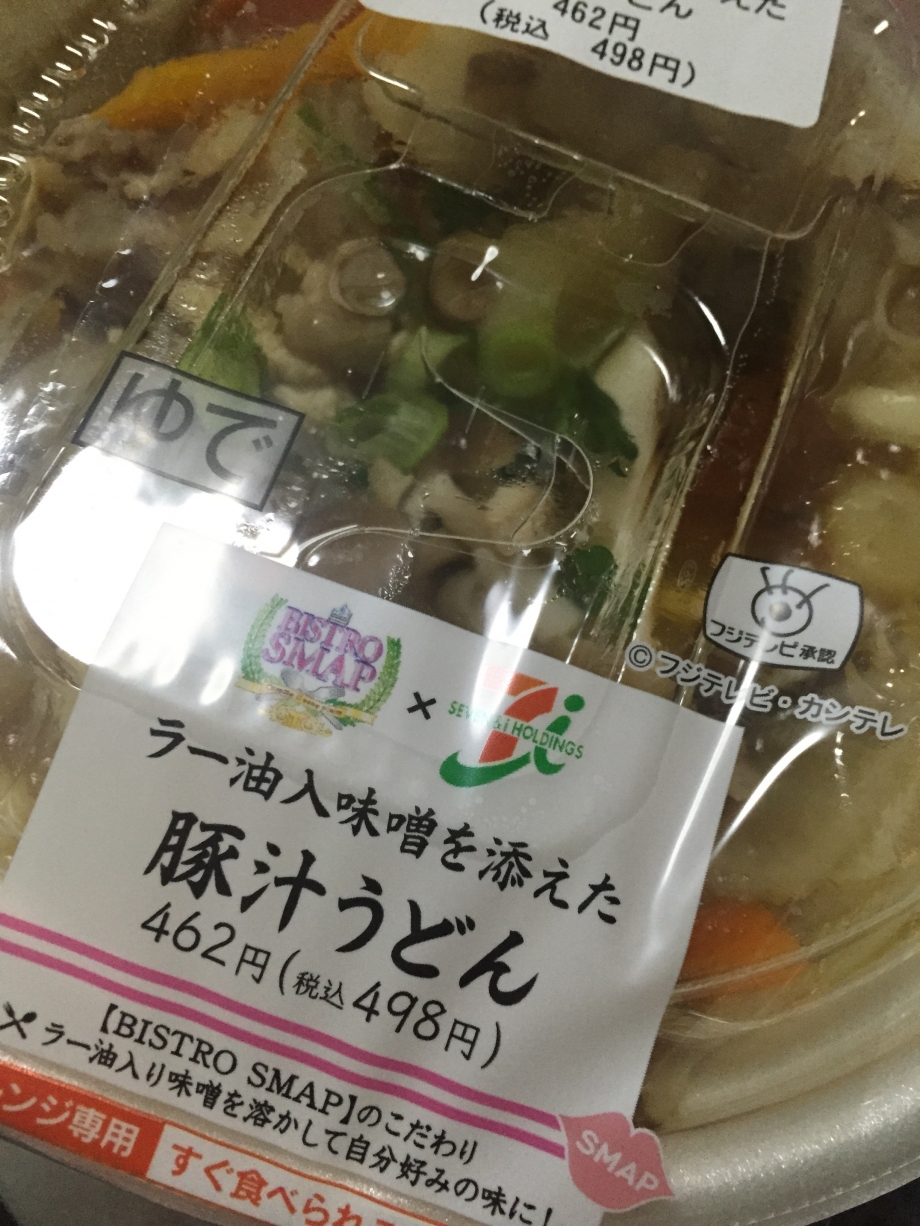 添えた
462円
(税込 498円)
ゆで
フジテレビ承認
© フジテレビ・カンテレ
BISTRO
SMAP
×
SEVEN & i HOLDINGS
ラー油入味噌を添えた
豚汁うどん
462円(税込498円)
【BISTRO SMAP】のこだわり
ラー油入り味噌を溶かして自分好みの味に!
SMAP
ンジ専用
すぐ食べられ